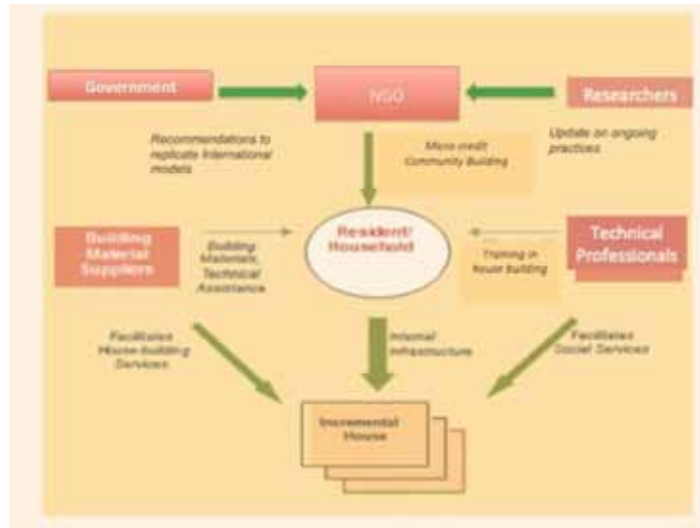 Government
NGO
Researchers
Recommendations to
replicate International
models
Micro credit
Community Building
Update on ongoing
practices
Building
Material
Suppliers
Building
Materials,
Technical
Assistance
Resident/
Household
Training in
house building
Technical
Professionals
Facilitates
House-building
Services
Internal
Infrastructure
Facilitates
Social Services
Incremental
House